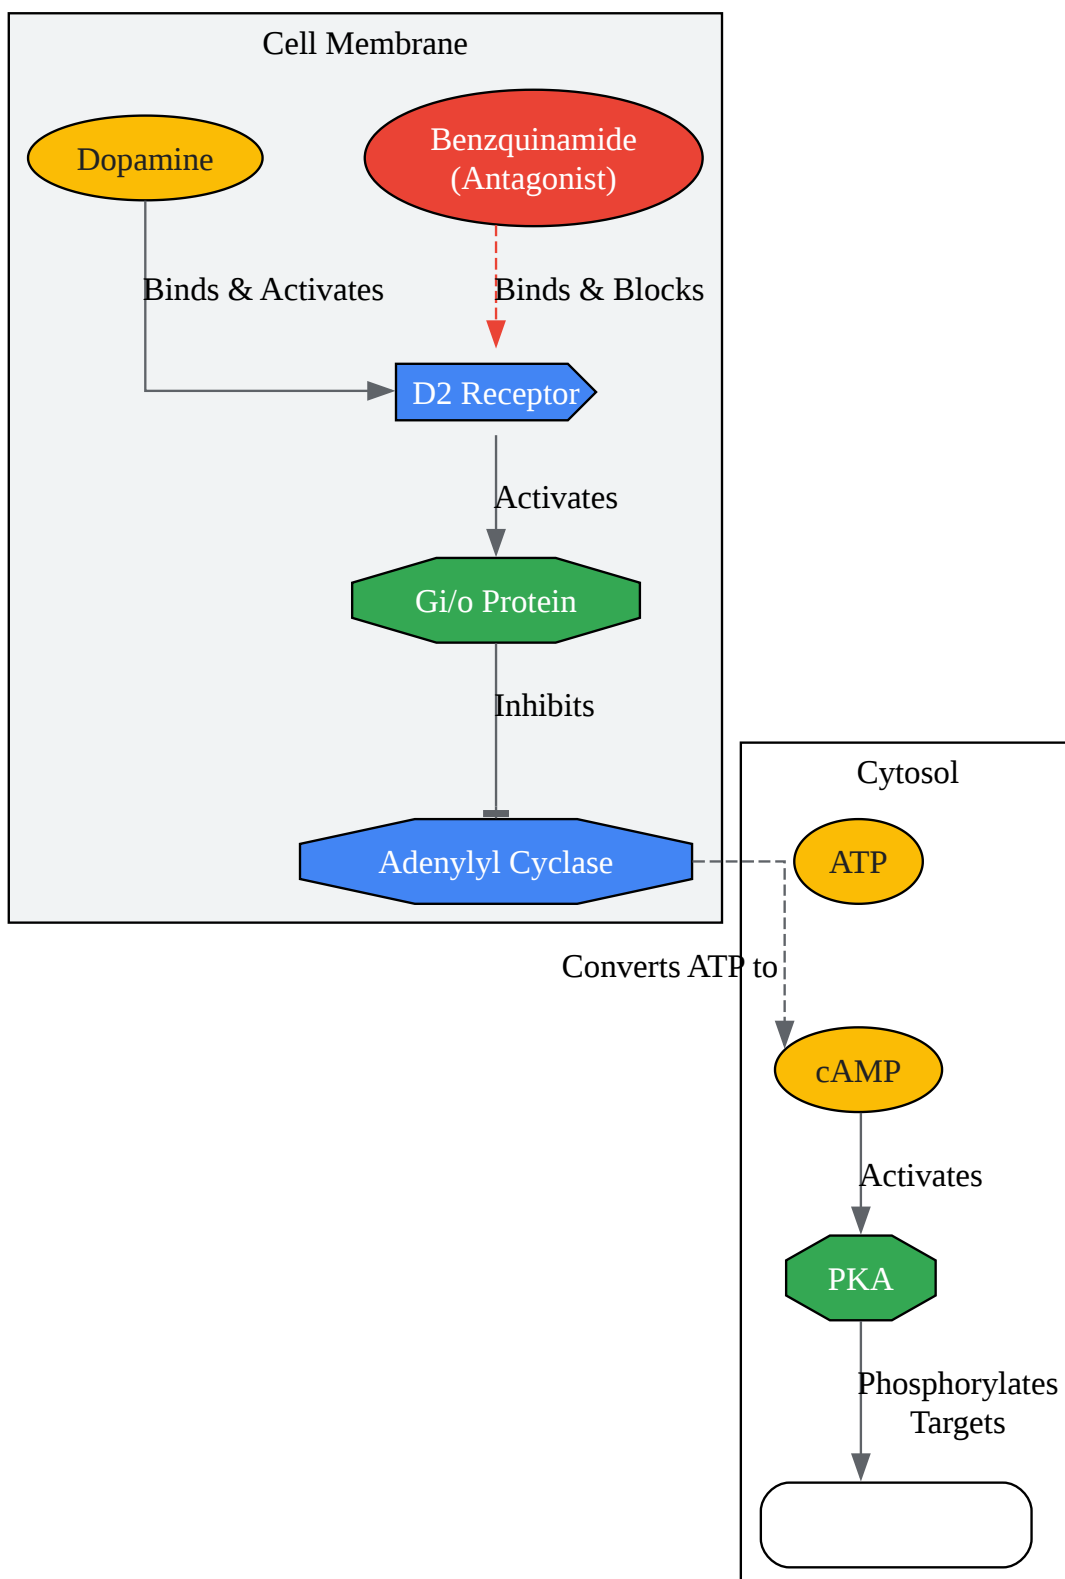 Cell Membrane
Dopamine
Benzquinamide
(Antagonist)
Binds & Activates
Binds & Blocks
D2 Receptor
Activates
Gi/o Protein
Inhibits
Cytosol
Adenylyl Cyclase
ATP
Converts ATP to
cAMP
Activates
PKA
Phosphorylates
Targets